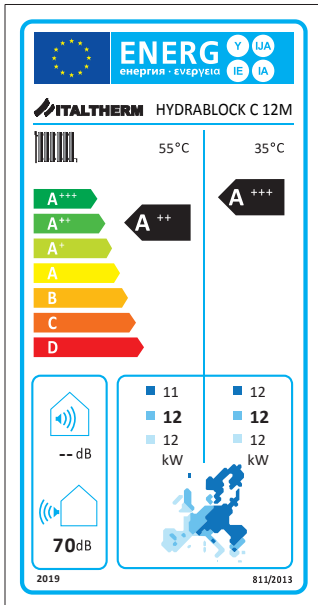 ENERG Y IJA IE IA
енергия · ενεργεια
ITALTHERM HYDRABLOCK C 12M
55°C 35°C
A+++ A+++
A++ A++
A+
A
B
C
D
11 12
12 12
12 12
kW kW
-- dB
70dB
2019 811/2013